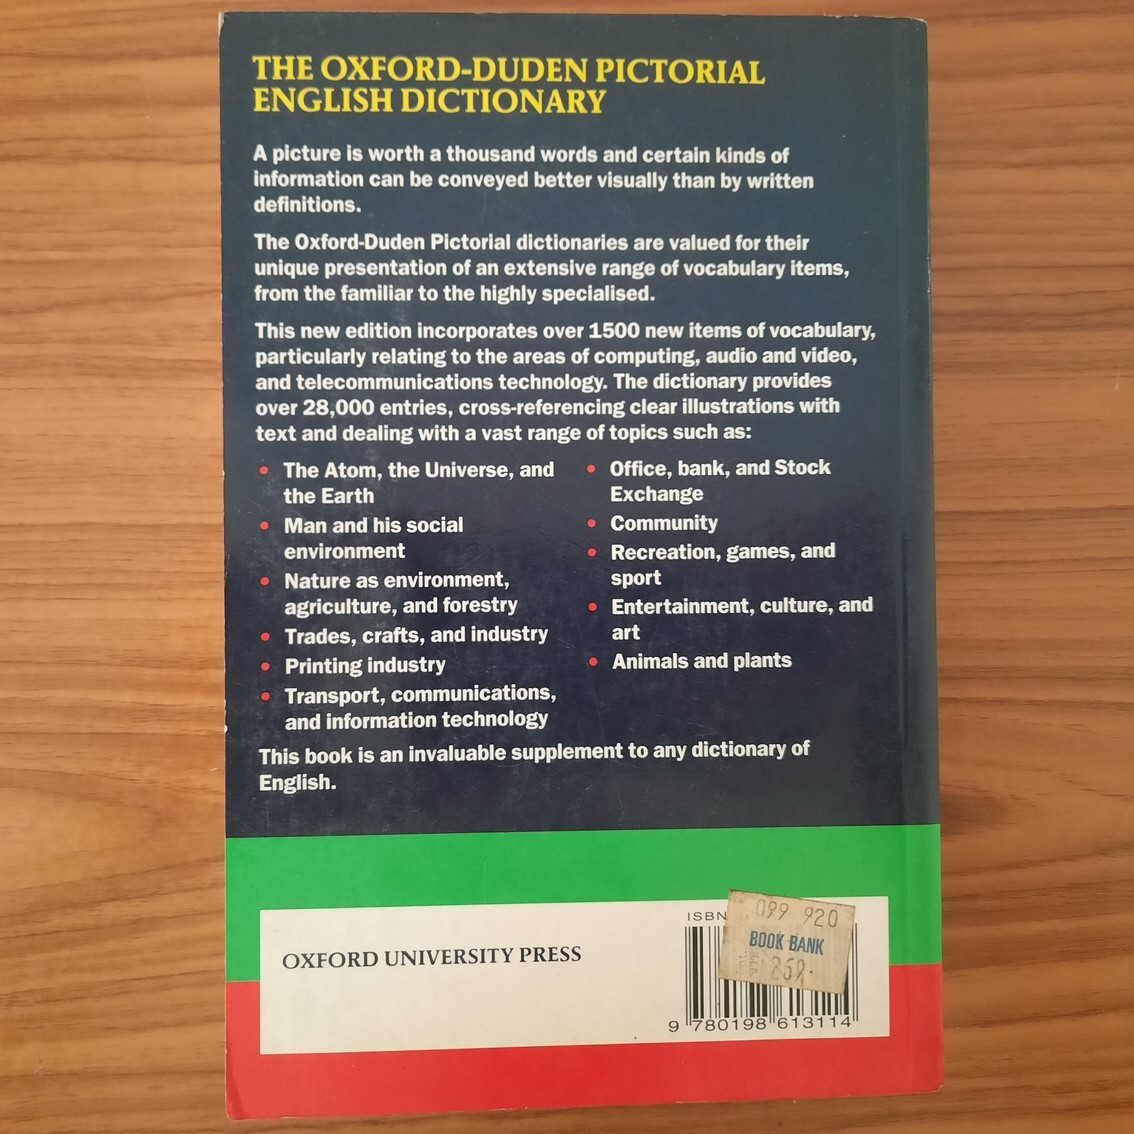 THE OXFORD-DUDEN PICTORIAL
ENGLISH DICTIONARY
A picture is worth a thousand words and certain kinds of
information can be conveyed better visually than by written
definitions.
The Oxford-Duden Pictorial dictionaries are valued for their
unique presentation of an extensive range of vocabulary items,
from the familiar to the highly specialised.
This new edition incorporates over 1500 new items of vocabulary,
particularly relating to the areas of computing, audio and video,
and telecommunications technology. The dictionary provides
over 28,000 entries, cross-referencing clear illustrations with
text and dealing with a vast range of topics such as:
• The Atom, the Universe, and
the Earth
• Man and his social
environment
• Nature as environment,
agriculture, and forestry
• Trades, crafts, and industry
• Printing industry
• Transport, communications,
and information technology
• Office, bank, and Stock
Exchange
• Community
• Recreation, games, and
sport
• Entertainment, culture, and
art
• Animals and plants
This book is an invaluable supplement to any dictionary of
English.
OXFORD UNIVERSITY PRESS
ISBN
099 920
BOOK BANK
9 780198 613114